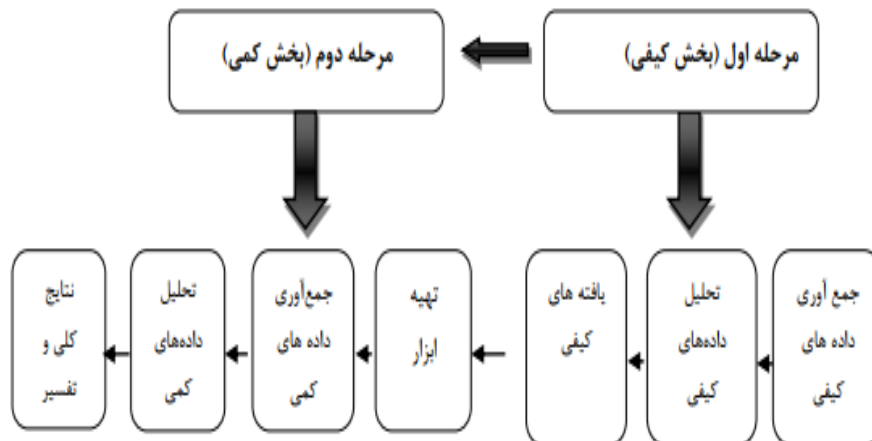 مرحله اول (بخش کیفی)
مرحله دوم (بخش کمی)
جمع آوری
داده های
کیفی
تحلیل
داده‌های
کیفی
یافته های
کیفی
تهیه
ابزار
جمع‌آوری
داده های
کمی
تحلیل
داده‌های
کمی
نتایج
کلی و
تفسیر